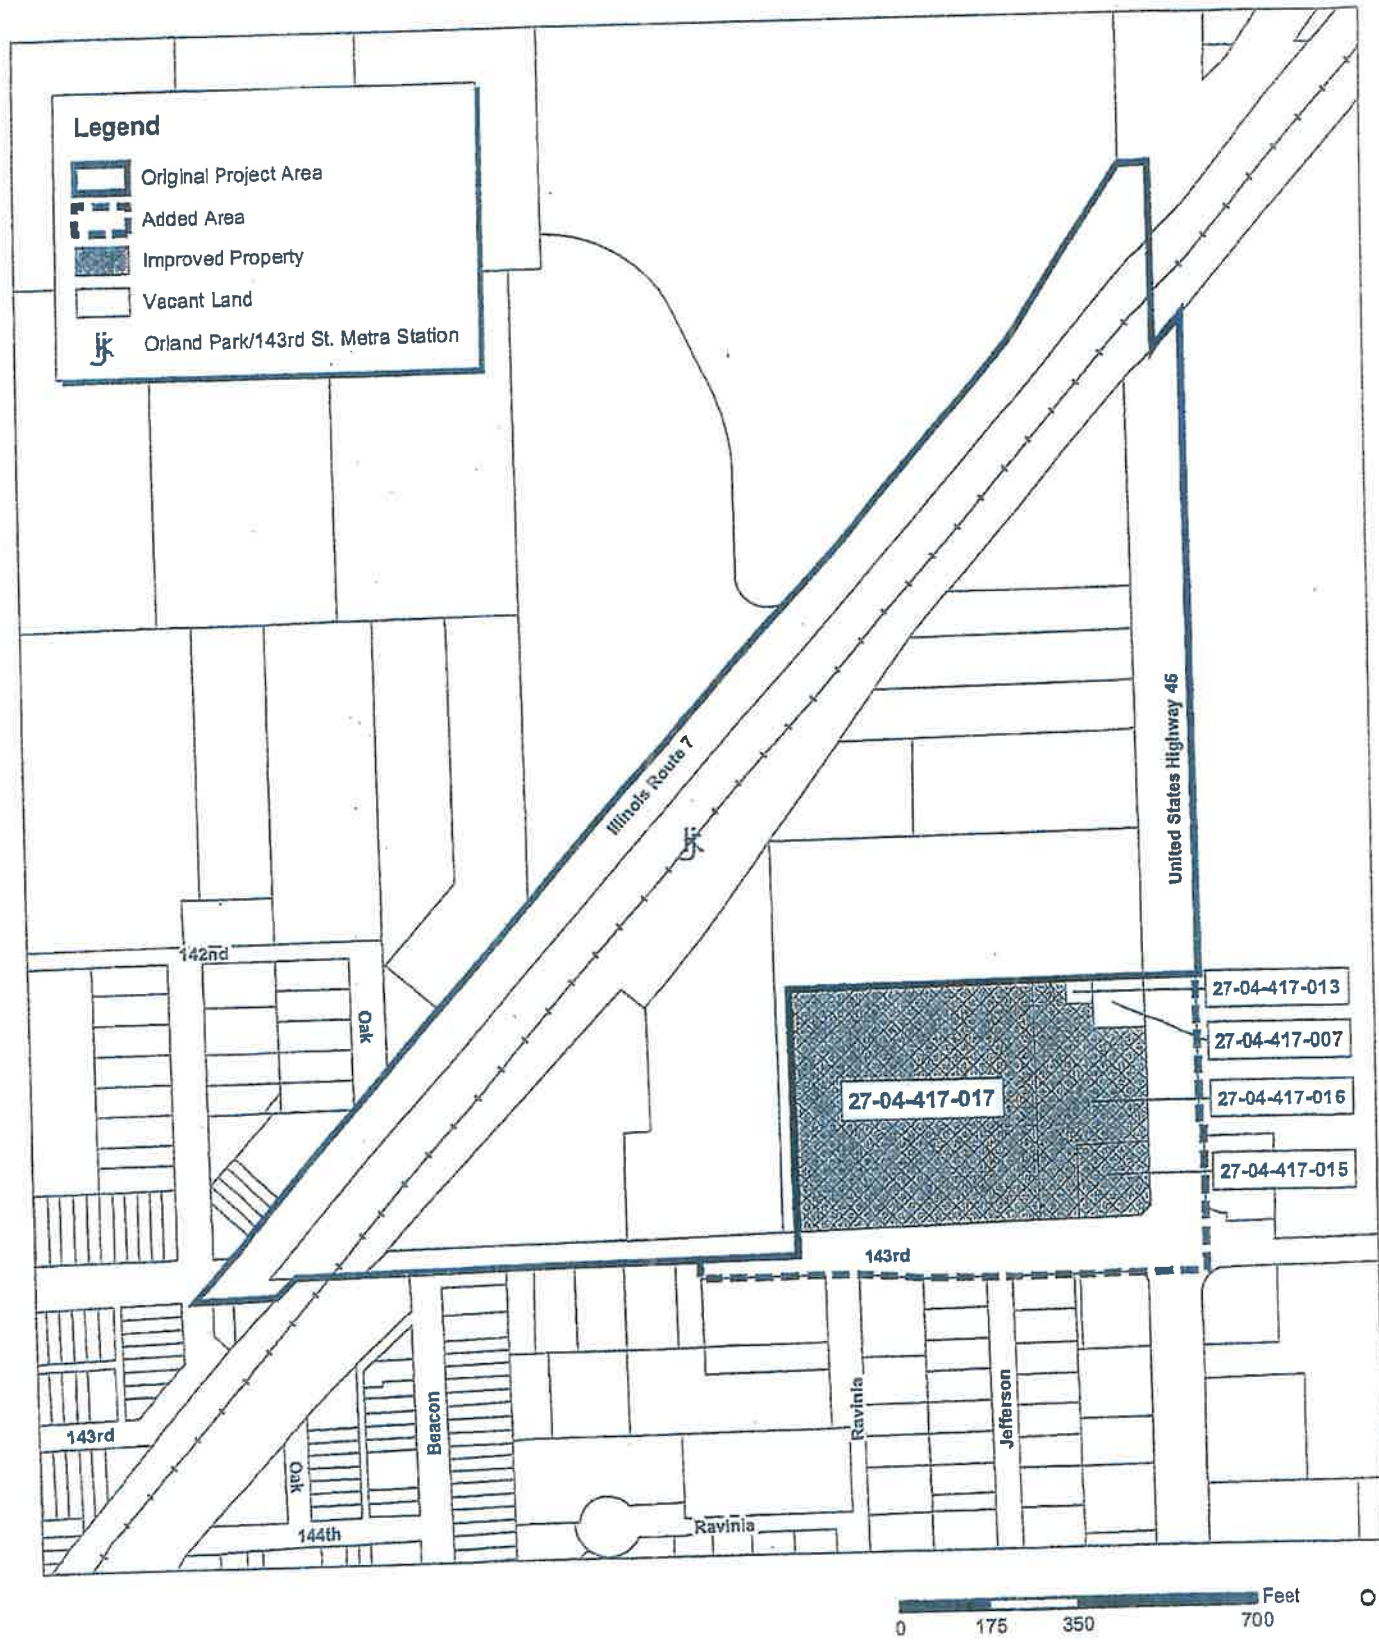 Legend
Original Project Area
Added Area
Improved Property
Vacant Land
Orland Park/143rd St. Metra Station
Illinois Route 7
United States Highway 45
142nd
Oak
27-04-417-013
27-04-417-007
27-04-417-017
27-04-417-016
27-04-417-015
143rd
143rd
Beacon
Oak
144th
Ravinia
Jefferson
Ravinia
Feet
0
175
350
700